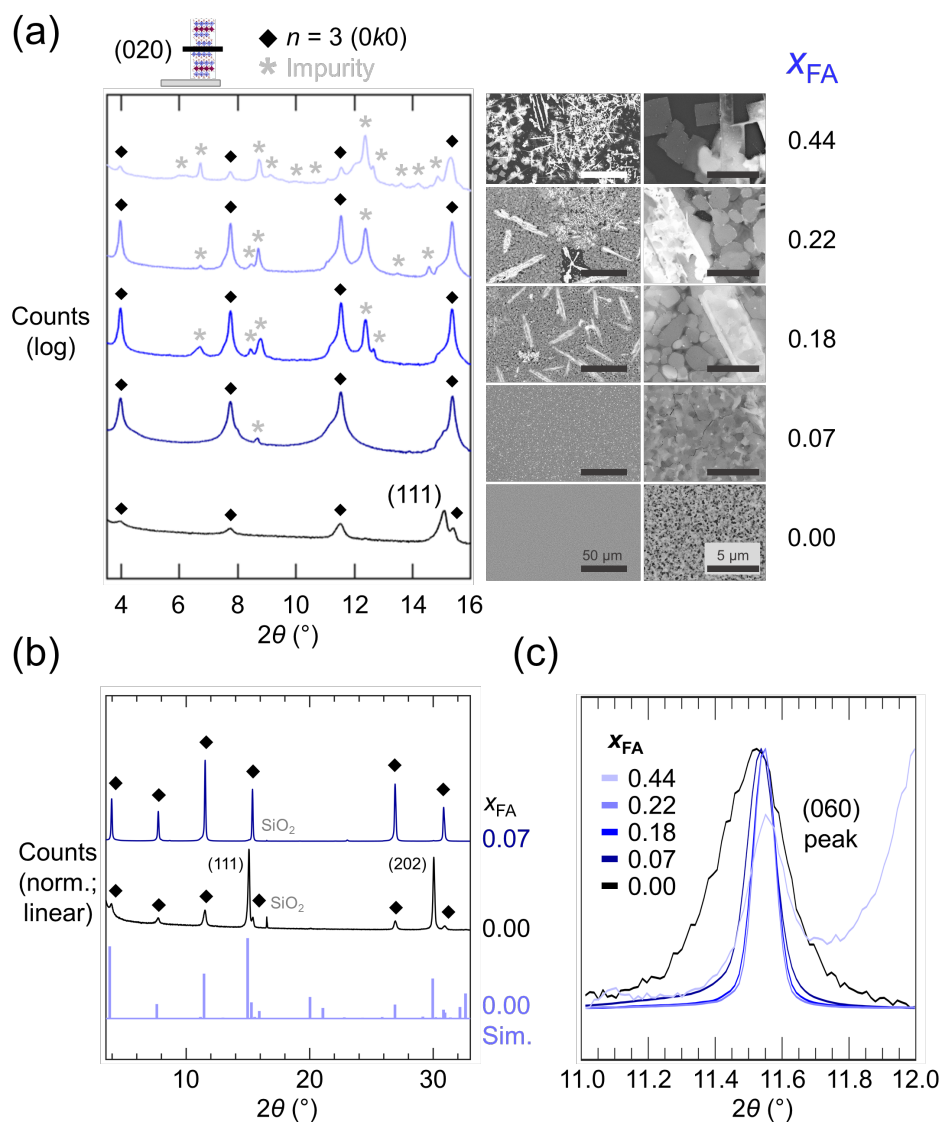 (a)
(020)
◆ n = 3 (0k0)
* Impurity
xFA
0.44
0.22
0.18
0.07
0.00
Counts
(log)
(111)
50 µm
5 µm
4 6 8 10 12 14 16
2θ (°)
(b)
Counts
(norm.;
linear)
SiO2
xFA
0.07
(111)
(202)
SiO2
0.00
0.00
Sim.
10 20 30
2θ (°)
(c)
xFA
0.44
0.22
0.18
0.07
0.00
(060)
peak
11.0 11.2 11.4 11.6 11.8 12.0
2θ (°)